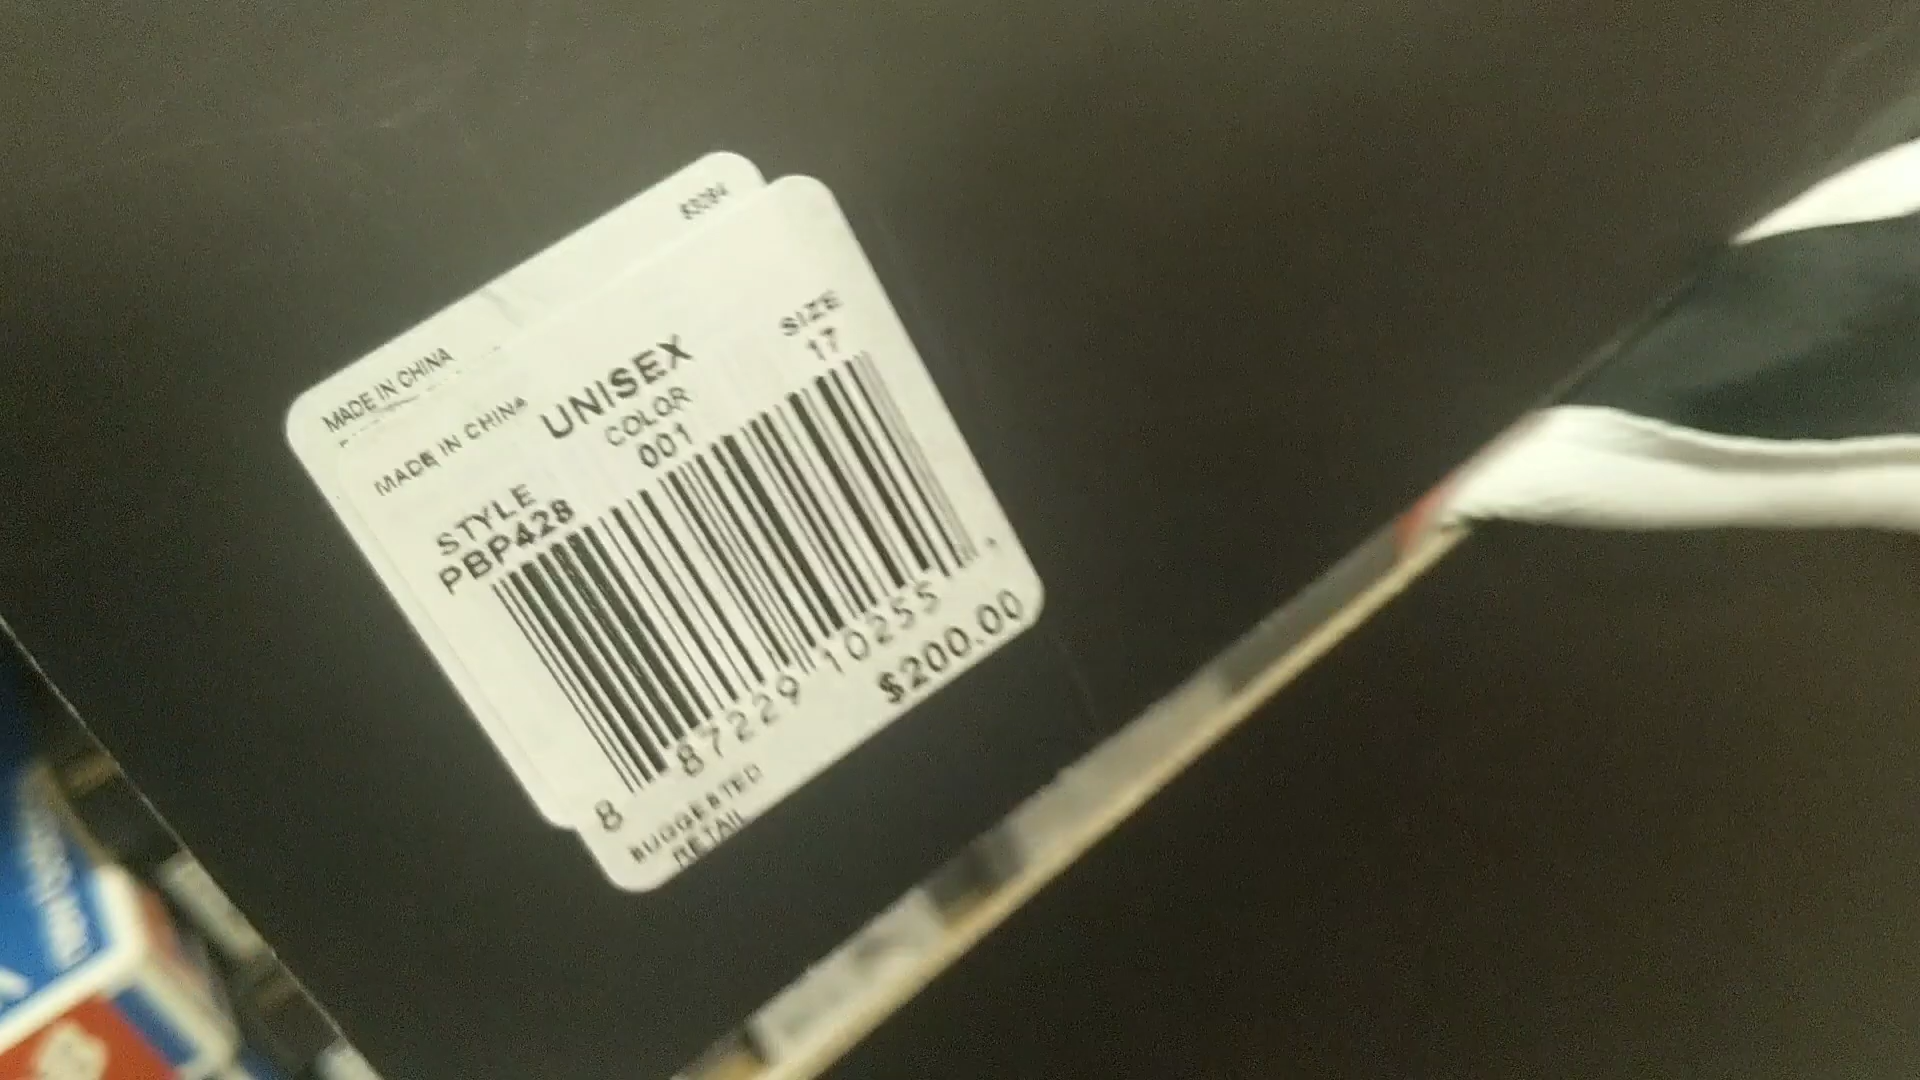 MADE IN CHINA
MADE IN CHINA
UNISEX
STYLE COLOR SIZE
PBP428 001 17
8 87229 10255
$200.00
SUGGESTED
RETAIL